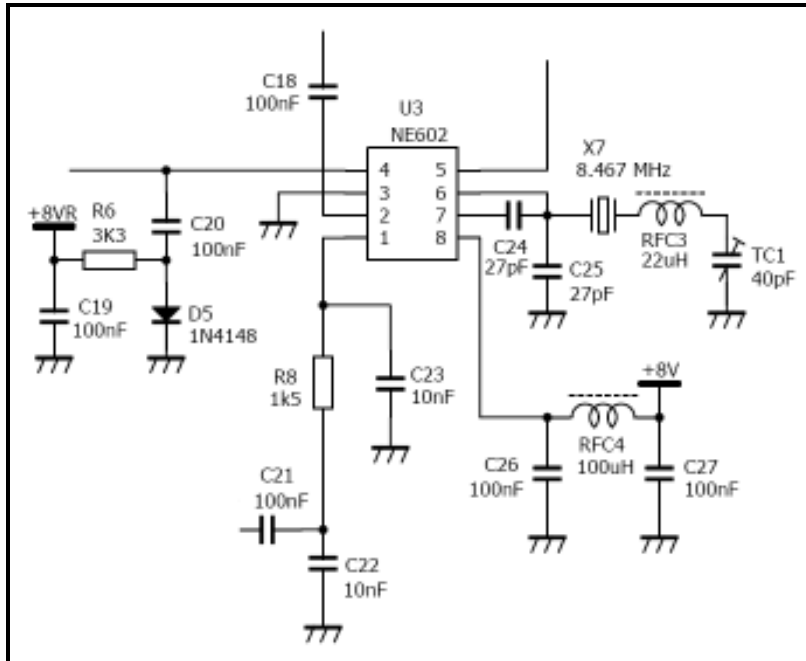 C18
100nF
U3
NE602
X7
8.467 MHz
4
5
3
6
2
7
1
8
+8VR
R6
3K3
C20
100nF
C24
27pF
RFC3
22uH
TC1
40pF
C25
27pF
C19
100nF
D5
1N4148
R8
1k5
C23
10nF
+8V
RFC4
100uH
C26
100nF
C27
100nF
C21
100nF
C22
10nF